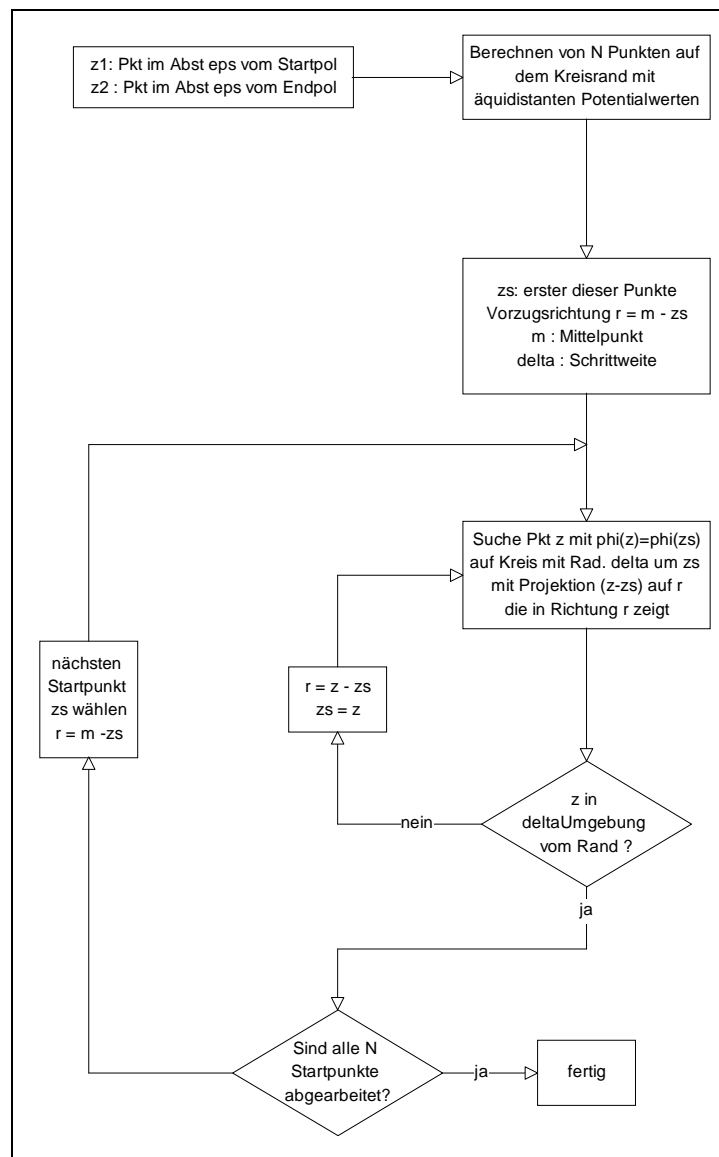 z1: Pkt im Abst eps vom Startpol
z2 : Pkt im Abst eps vom Endpol
Berechnen von N Punkten auf
dem Kreisrand mit
äquidistanten Potentialwerten
zs: erster dieser Punkte
Vorzugsrichtung r = m - zs
m : Mittelpunkt
delta : Schrittweite
Suche Pkt z mit phi(z)=phi(zs)
auf Kreis mit Rad. delta um zs
mit Projektion (z-zs) auf r
die in Richtung r zeigt
nächsten
Startpunkt
zs wählen
r = m -zs
r = z - zs
zs = z
z in
deltaUmgebung
vom Rand ?
nein
ja
Sind alle N
Startpunkte
abgearbeitet?
ja
fertig